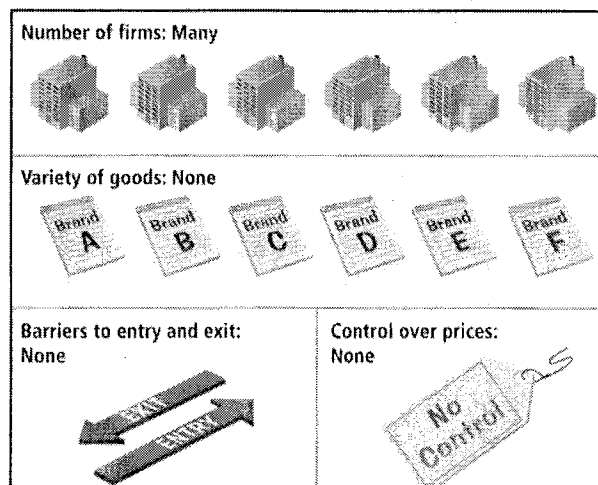 Number of firms: Many
Variety of goods: None
Brand
A
Brand
B
Brand
C
Brand
D
Brand
E
Brand
F
Barriers to entry and exit:
None
EXIT
ENTRY
Control over prices:
None
No
Control